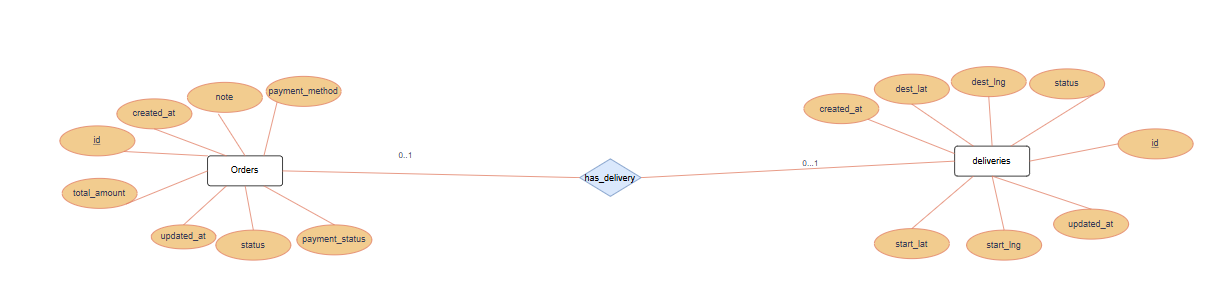 payment_method
note
created_at
id
Orders
total_amount
updated_at
status
payment_status
0..1
has_delivery
0...1
created_at
dest_lat
dest_lng
status
id
deliveries
updated_at
start_lat
start_lng